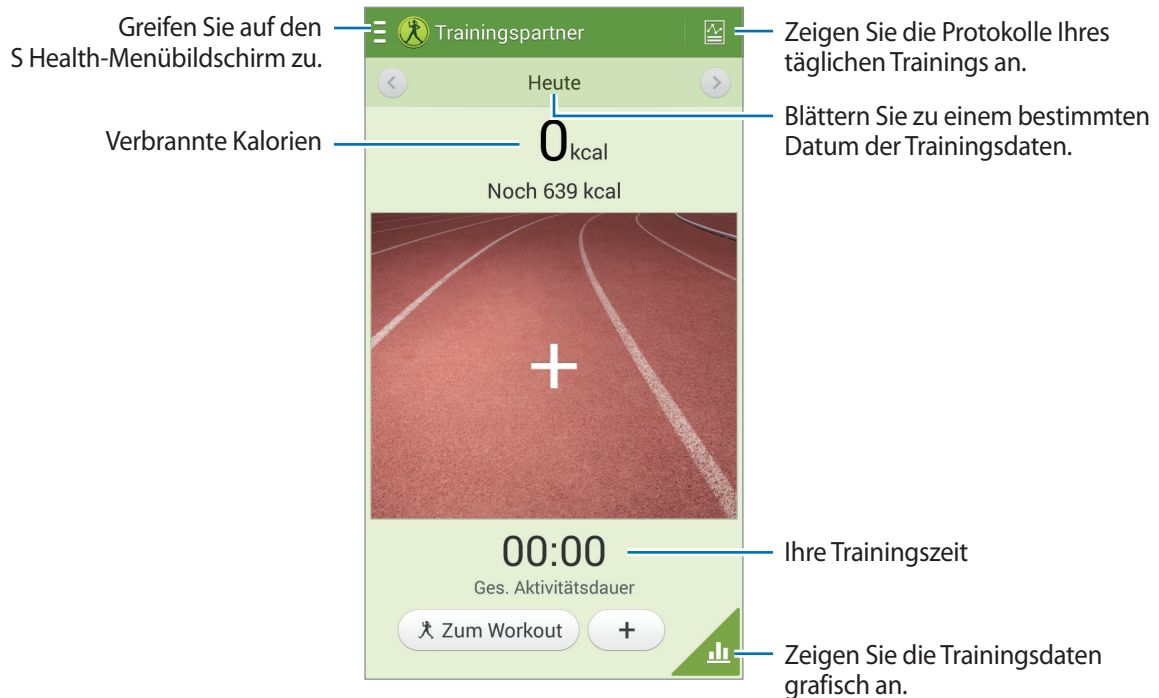 Greifen Sie auf den
S Health-Menübildschirm zu.
Trainingspartner
Zeigen Sie die Protokolle Ihres
täglichen Trainings an.
Heute
Blättern Sie zu einem bestimmten
Datum der Trainingsdaten.
Verbrannte Kalorien
0 kcal
Noch 639 kcal
00:00
Ihre Trainingszeit
Ges. Aktivitätsdauer
Zum Workout +
Zeigen Sie die Trainingsdaten
grafisch an.